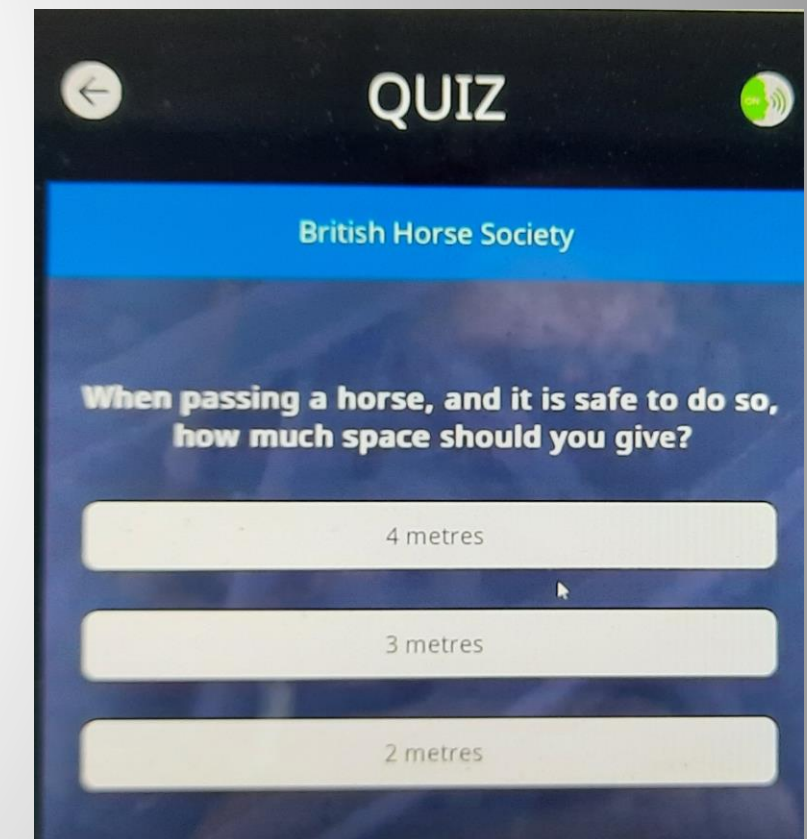 QUIZ
ON
British Horse Society
When passing a horse, and it is safe to do so,
how much space should you give?
4 metres
3 metres
2 metres